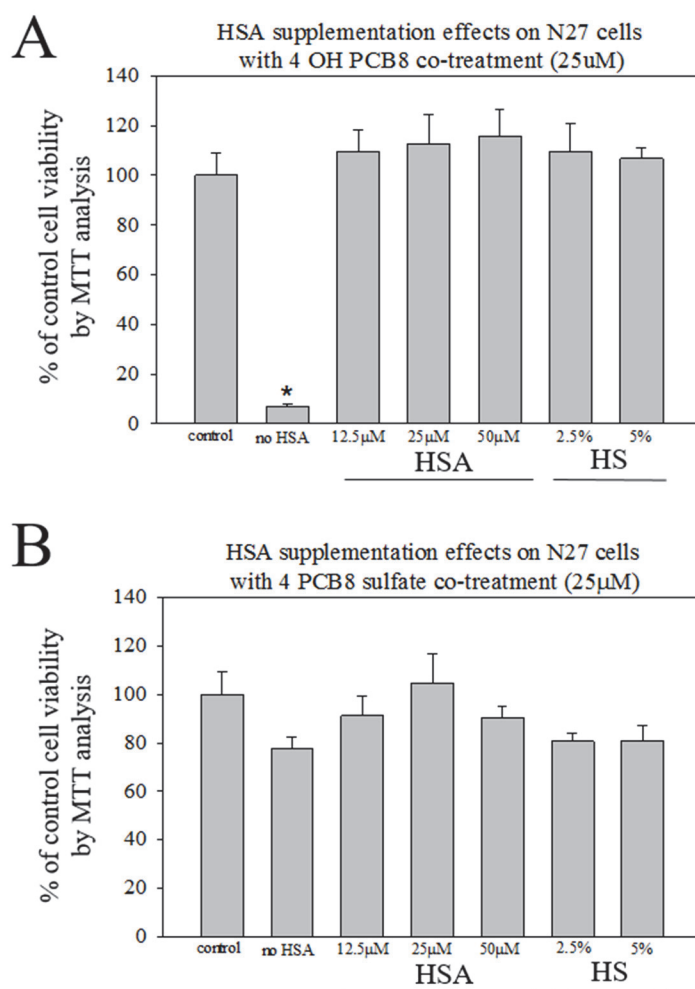 A
HSA supplementation effects on N27 cells
with 4 OH PCB8 co-treatment (25uM)
% of control cell viability
by MTT analysis
140
120
100
80
60
40
20
0
*
control no HSA 12.5µM 25µM 50µM 2.5% 5%
HSA HS
B
HSA supplementation effects on N27 cells
with 4 PCB8 sulfate co-treatment (25µM)
% of control cell viability
by MTT analysis
140
120
100
80
60
40
20
0
control no HSA 12.5µM 25µM 50µM 2.5% 5%
HSA HS